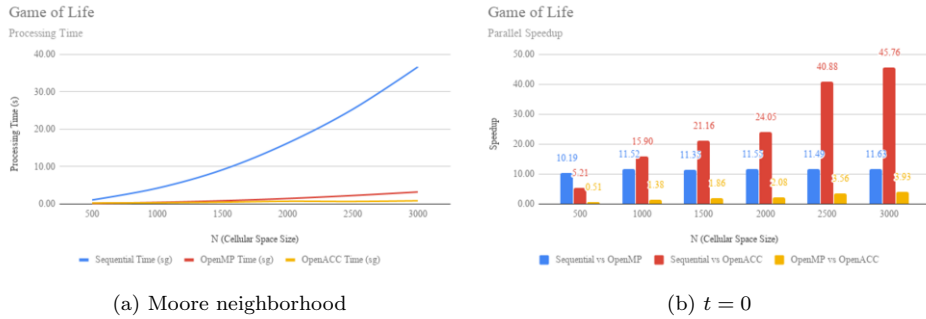 Game of Life
Processing Time
40.00
30.00
20.00
10.00
0.00
Processing Time (s)
500 1000 1500 2000 2500 3000
N (Cellular Space Size)
Sequential Time (sg) OpenMP Time (sg) OpenACC Time (sg)
(a) Moore neighborhood
Game of Life
Parallel Speedup
50.00
40.00
30.00
20.00
10.00
0.00
Speedup
10.19 5.21 0.51
11.52 15.90 1.38
11.35 21.16 1.86
11.55 24.05 2.08
11.49 40.88 3.56
11.63 45.76 3.93
500 1000 1500 2000 2500 3000
N (Cellular Space Size)
Sequential vs OpenMP Sequential vs OpenACC OpenMP vs OpenACC
(b) t = 0